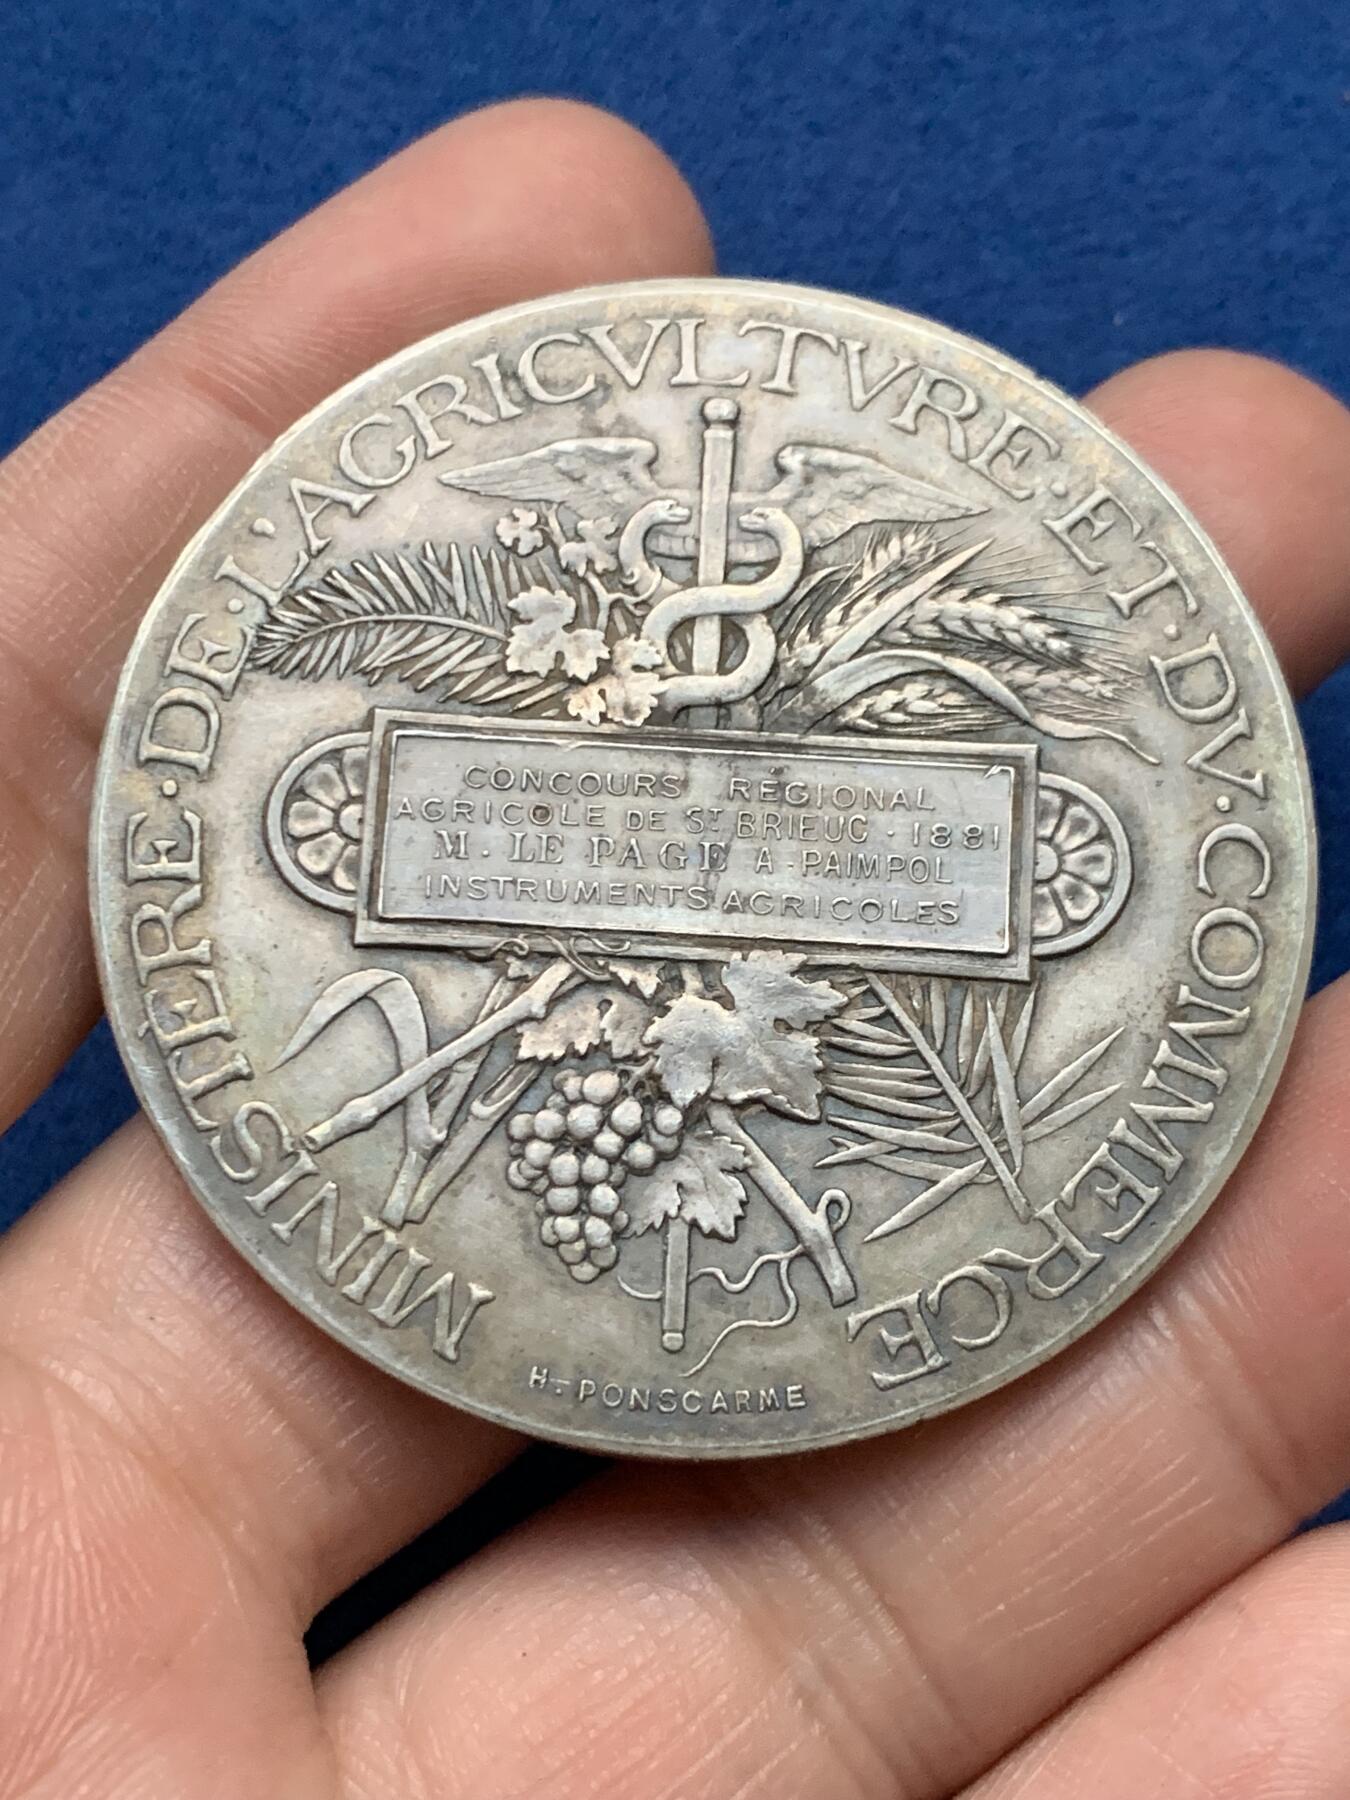 MINISTÈRE·DE·L'AGRICVLTVRE·ET·DV·COMMERCE
CONCOURS RÉGIONAL
AGRICOLE DE ST BRIEUC · 1881
M. LE PAGE A-PAIMPOL
INSTRUMENTS AGRICOLES
HT PONSCARME